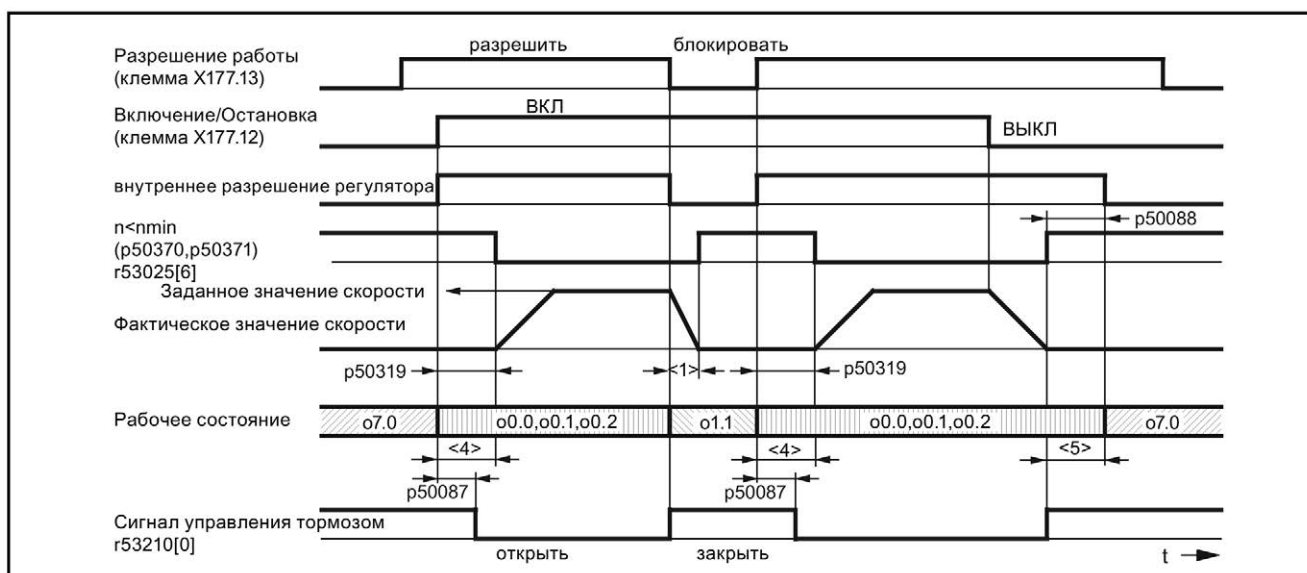 разрешить блокировать
Разрешение работы
(клемма X177.13)
ВКЛ
Включение/Остановка
(клемма X177.12)
ВЫКЛ
внутреннее разрешение регулятора
p50088
n<nmin
(p50370,p50371)
r53025[6]
Заданное значение скорости
Фактическое значение скорости
p50319 <1> p50319
Рабочее состояние o7.0 o0.0,o0.1,o0.2 o1.1 o0.0,o0.1,o0.2 o7.0
<4> <4> <5>
p50087 p50087
Сигнал управления тормозом
r53210[0]
открыть закрыть t